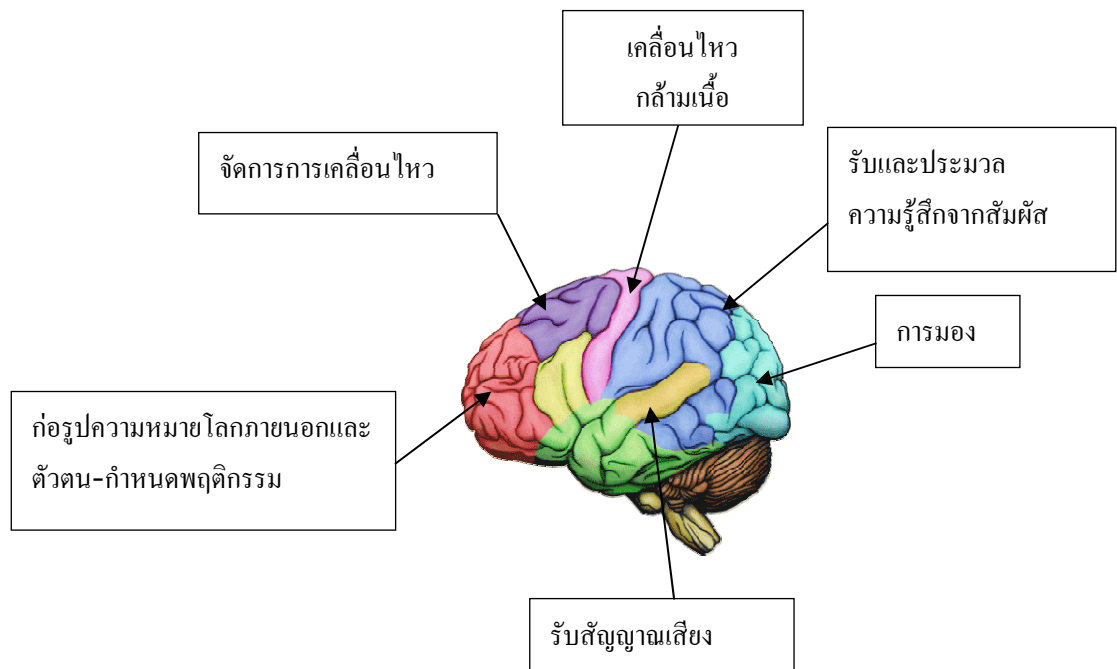 เคลื่อนไหว
กล้ามเนื้อ
จัดการการเคลื่อนไหว
รับและประมวล
ความรู้สึกจากสัมผัส
การมอง
ก่อรูปความหมายโลกภายนอกและ
ตัวตน-กำหนดพฤติกรรม
รับสัญญาณเสียง